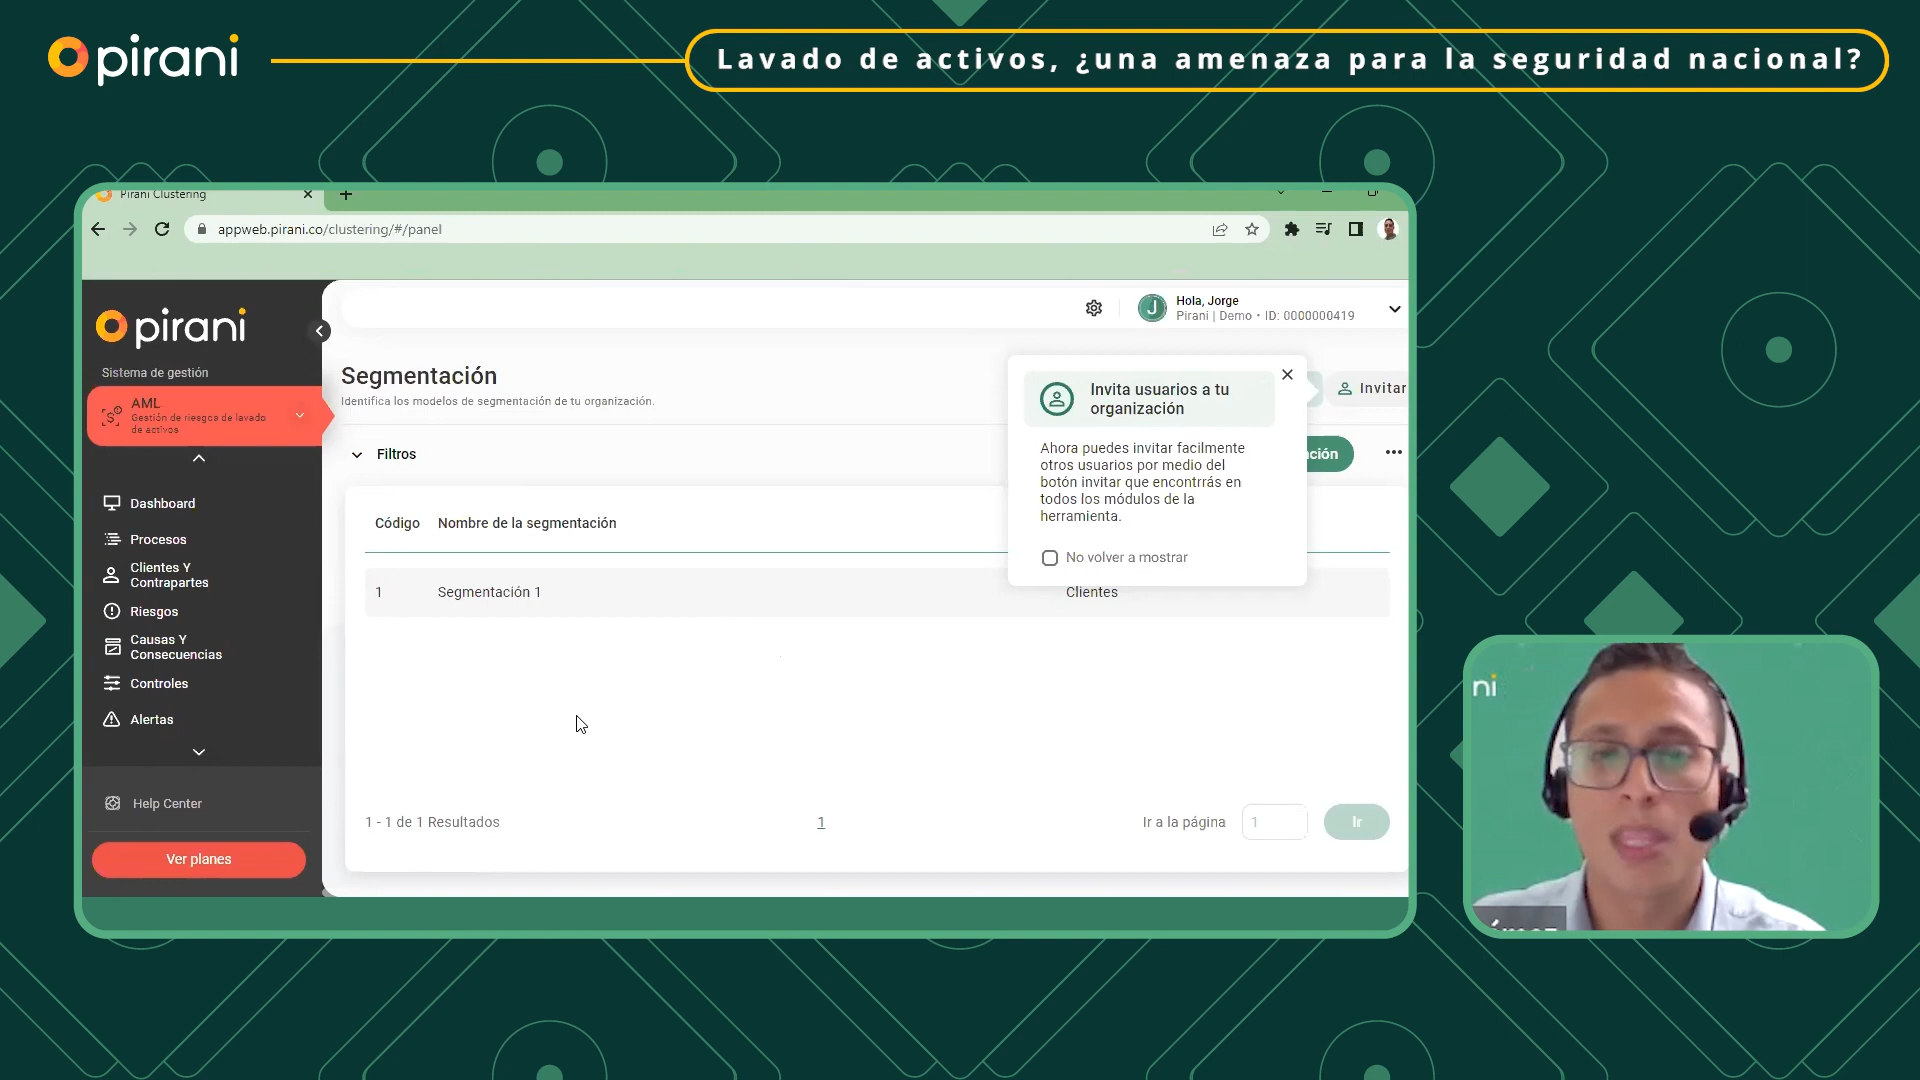 pirani
Lavado de activos, ¿una amenaza para la seguridad nacional?
Pirani Clustering
appweb.pirani.co/clustering/#/panel
pirani
Sistema de gestión
AML
Gestión de riesgos de lavado
de activos
Dashboard
Procesos
Clientes Y
Contrapartes
Riesgos
Causas Y
Consecuencias
Controles
Alertas
Help Center
Ver planes
J
Hola, Jorge
Pirani | Demo • ID: 0000000419
Segmentación
Identifica los modelos de segmentación de tu organización.
Invitar
Filtros
ción
Invita usuarios a tu
organización
Ahora puedes invitar facilmente
otros usuarios por medio del
botón invitar que encontrrás en
todos los módulos de la
herramienta.
No volver a mostrar
Código Nombre de la segmentación
1 Segmentación 1 Clientes
1 - 1 de 1 Resultados
1
Ir a la página 1 Ir
ni